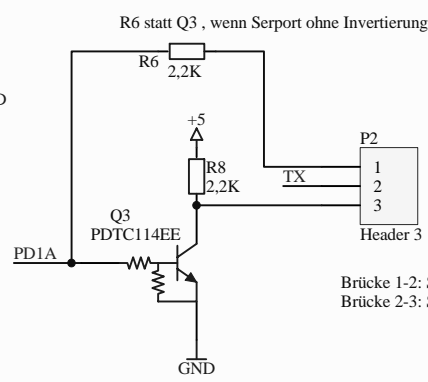 R6 statt Q3 , wenn Serport ohne Invertierung
R6
2,2K
+5
P2
R8
2,2K
1
TX
2
3
Q3
PDTC114EE
Header 3
PD1A
Brücke 1-2:
Brücke 2-3:
GND